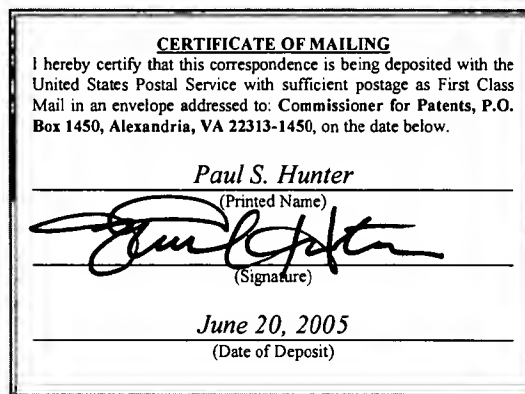 CERTIFICATE OF MAILING
I hereby certify that this correspondence is being deposited with the
United States Postal Service with sufficient postage as First Class
Mail in an envelope addressed to: Commissioner for Patents, P.O.
Box 1450, Alexandria, VA 22313-1450, on the date below.
Paul S. Hunter
(Printed Name)
(Signature)
June 20, 2005
(Date of Deposit)